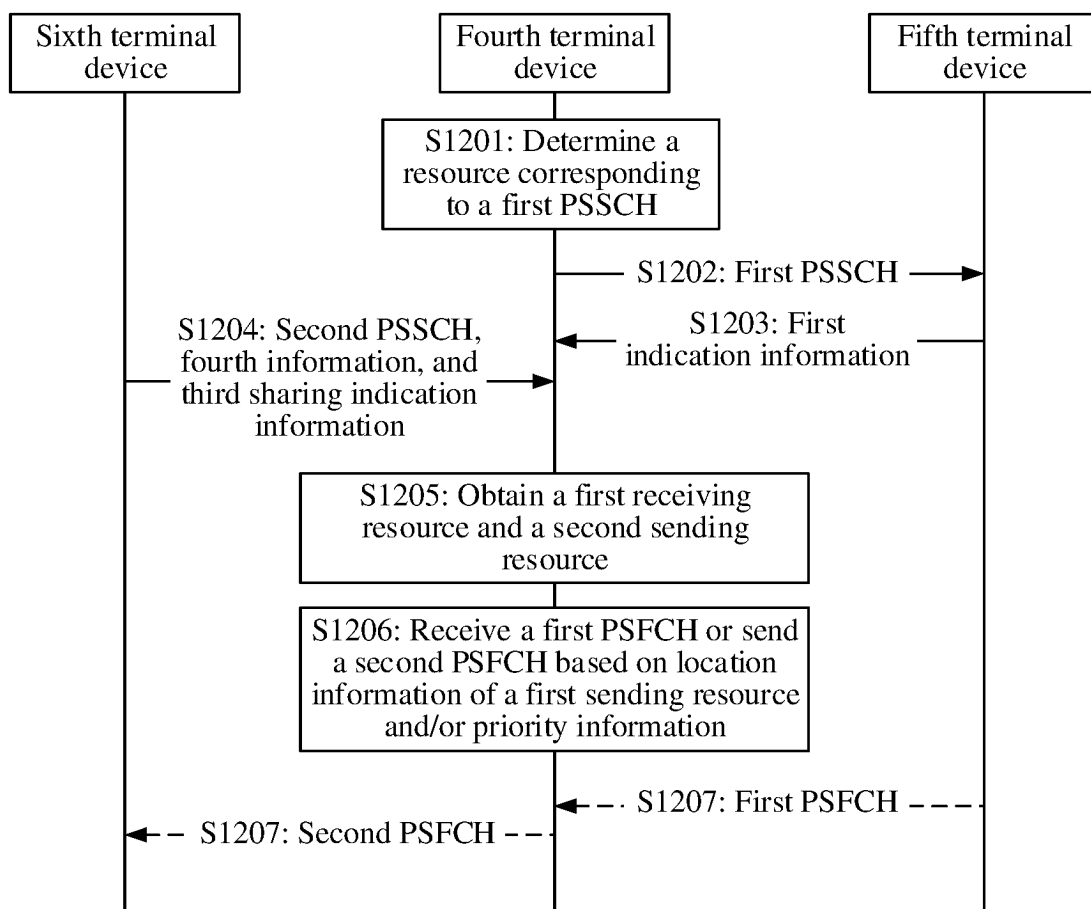 Sixth terminal
device
Fourth terminal
device
Fifth terminal
device
S1201: Determine a
resource corresponding
to a first PSSCH
S1202: First PSSCH
S1203: First
indication information
S1204: Second PSSCH,
fourth information, and
third sharing indication
information
S1205: Obtain a first receiving
resource and a second sending
resource
S1206: Receive a first PSFCH or send
a second PSFCH based on location
information of a first sending resource
and/or priority information
S1207: First PSFCH
S1207: Second PSFCH